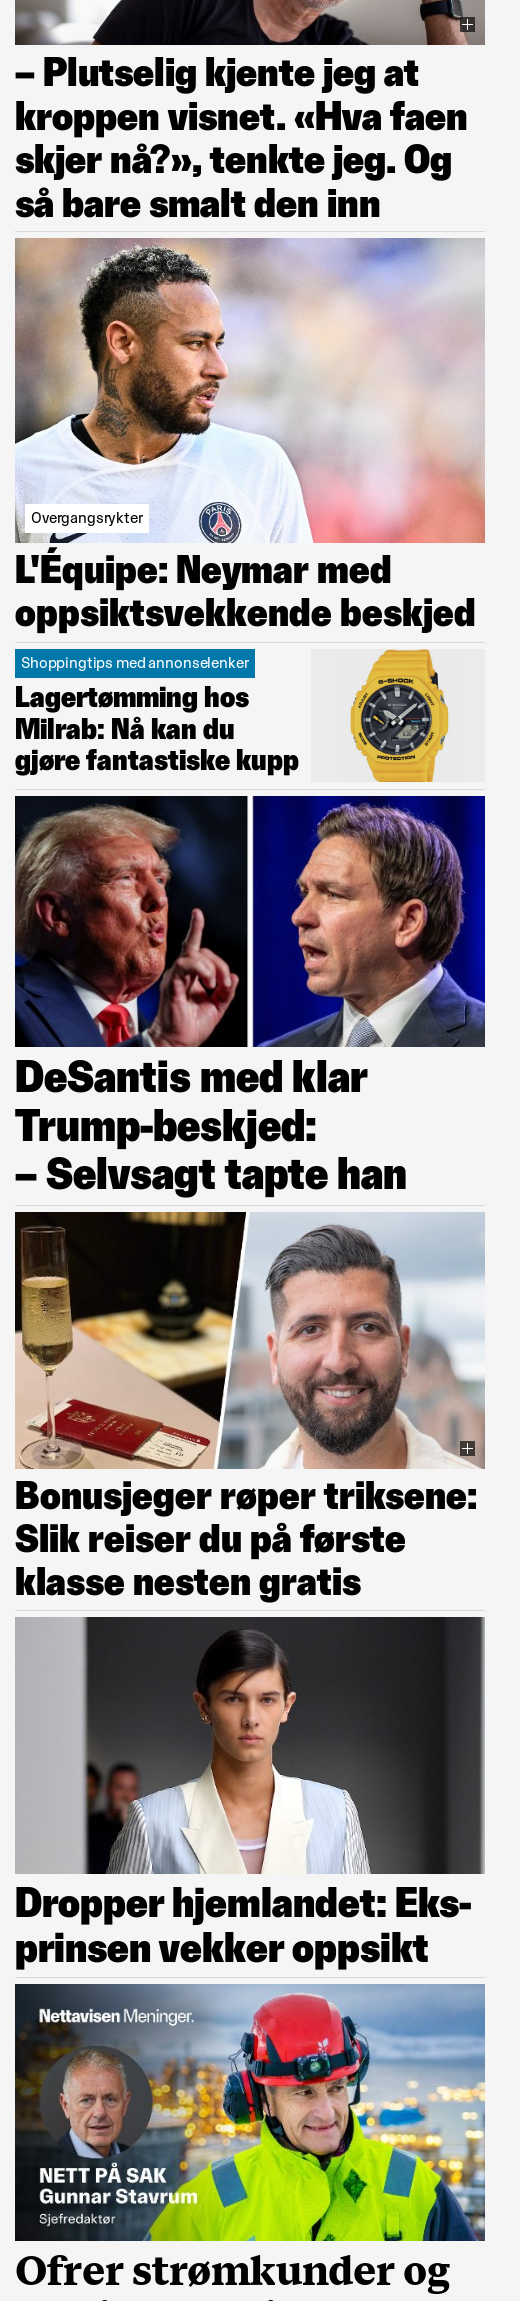 – Plutselig kjente jeg at
kroppen visnet. «Hva faen
skjer nå?», tenkte jeg. Og
så bare smalt den inn
PARIS
Overgangsrykter
L'Équipe: Neymar med
oppsiktsvekkende beskjed
Shoppingtips med annonselenker
Lagertømming hos
Milrab: Nå kan du
gjøre fantastiske kupp
G-SHOCK
PROTECTION
DeSantis med klar
Trump-beskjed:
– Selvsagt tapte han
Bonusjeger røper triksene:
Slik reiser du på første
klasse nesten gratis
Dropper hjemlandet: Eks-
prinsen vekker oppsikt
Nettavisen Meninger.
NETT PÅ SAK
Gunnar Stavrum
Sjefredaktør
Ofrer strømkunder og